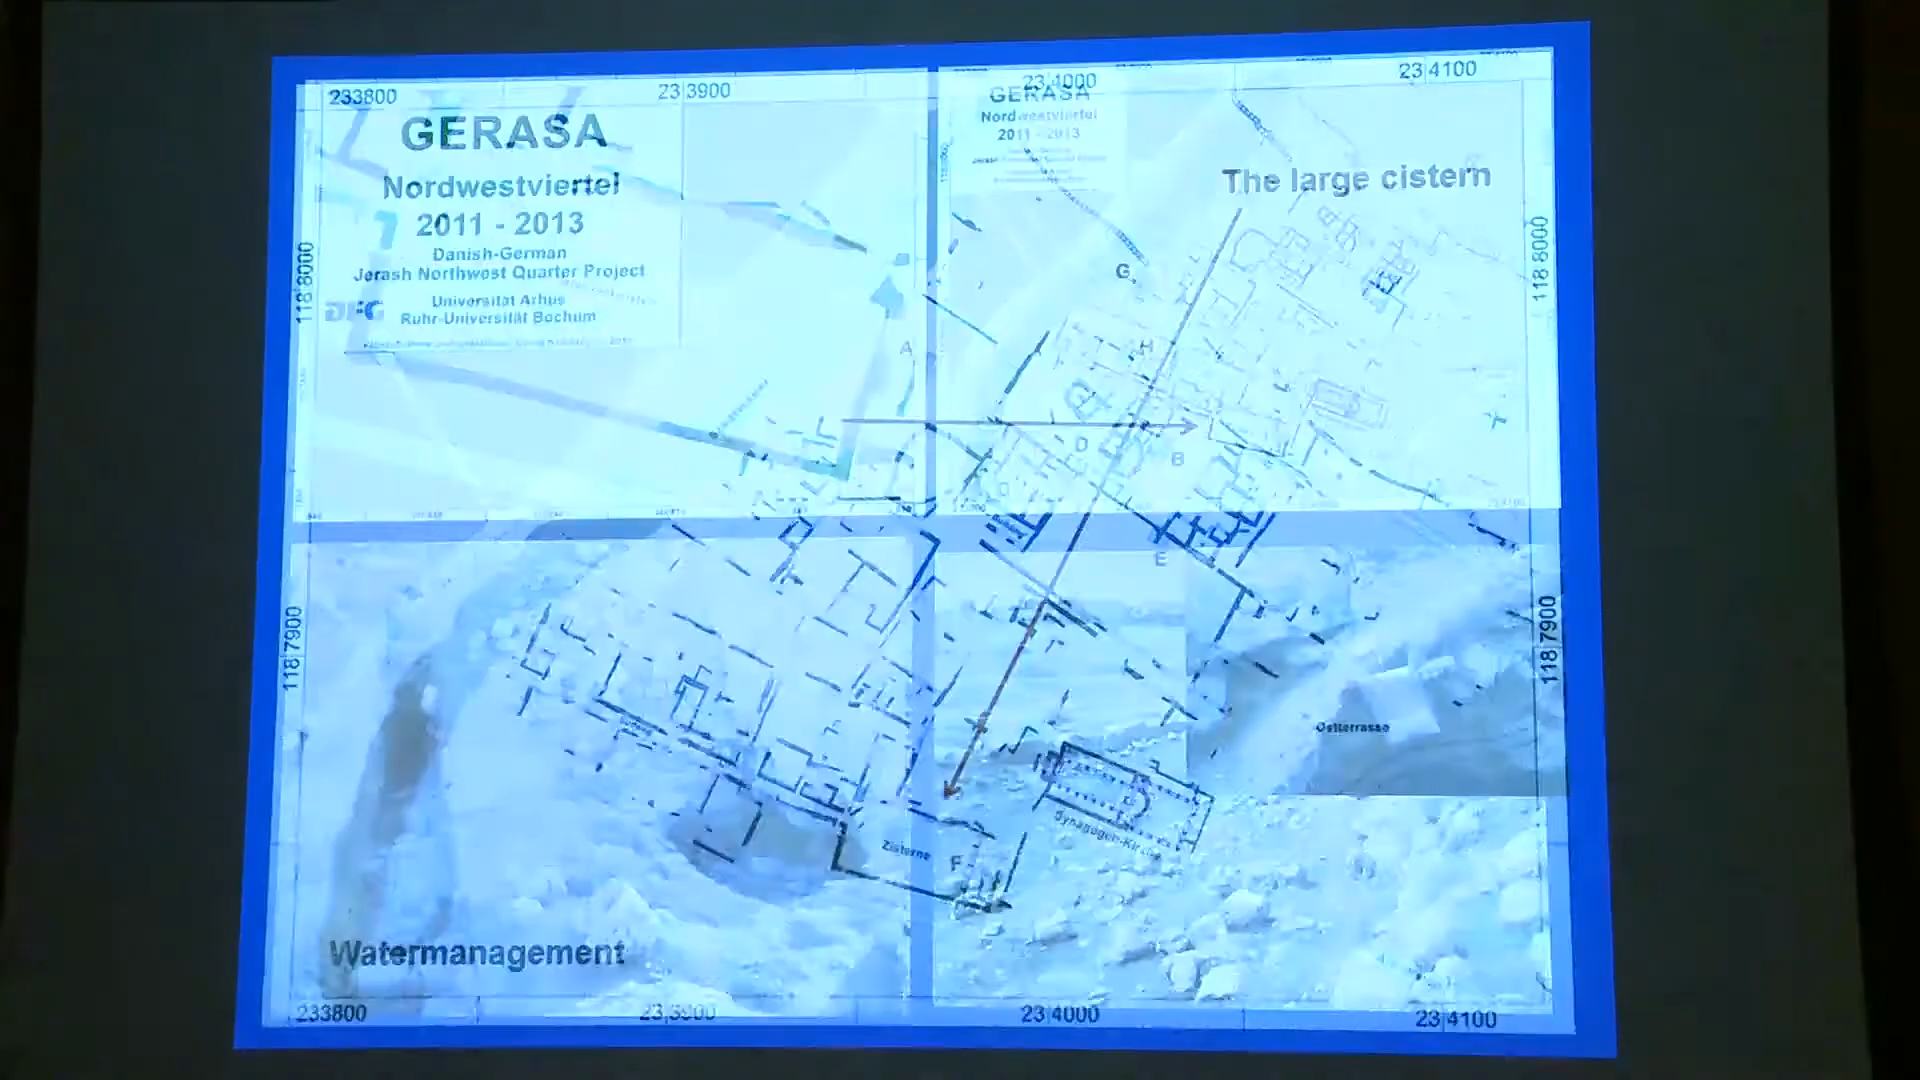 233800
23 3900
23 4000
23 4100
GERASA
Nordwestviertel
2011 - 2013
Danish-German
Jerash Northwest Quarter Project
DFG
Universität Arhus
Ruhr-Universität Bochum
GERASA
Nordwestviertel
2011 - 2013
The large cistern
118 8000
118 8000
G
A
H
D
B
E
118 7900
118 7900
Ostterrasse
Synagogen-Kirche
Zisterne
F
Watermanagement
233800
23 3900
23 4000
23 4100